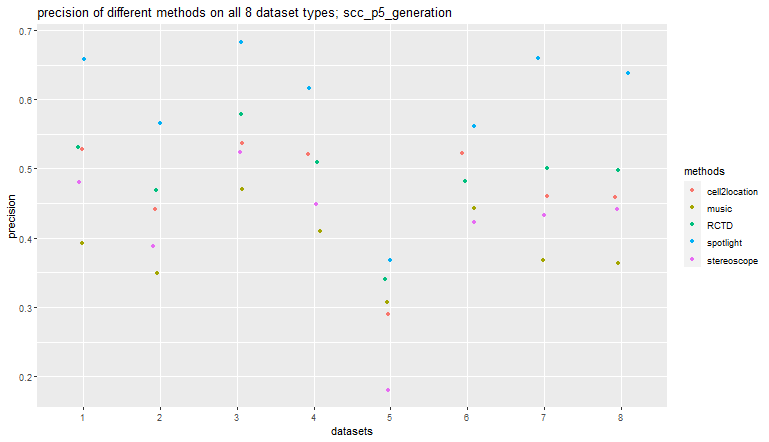 precision of different methods on all 8 dataset types; scc_p5_generation
precision
0.7
0.6
0.5
0.4
0.3
0.2
1 2 3 4 5 6 7 8
datasets
methods
cell2location
music
RCTD
spotlight
stereoscope